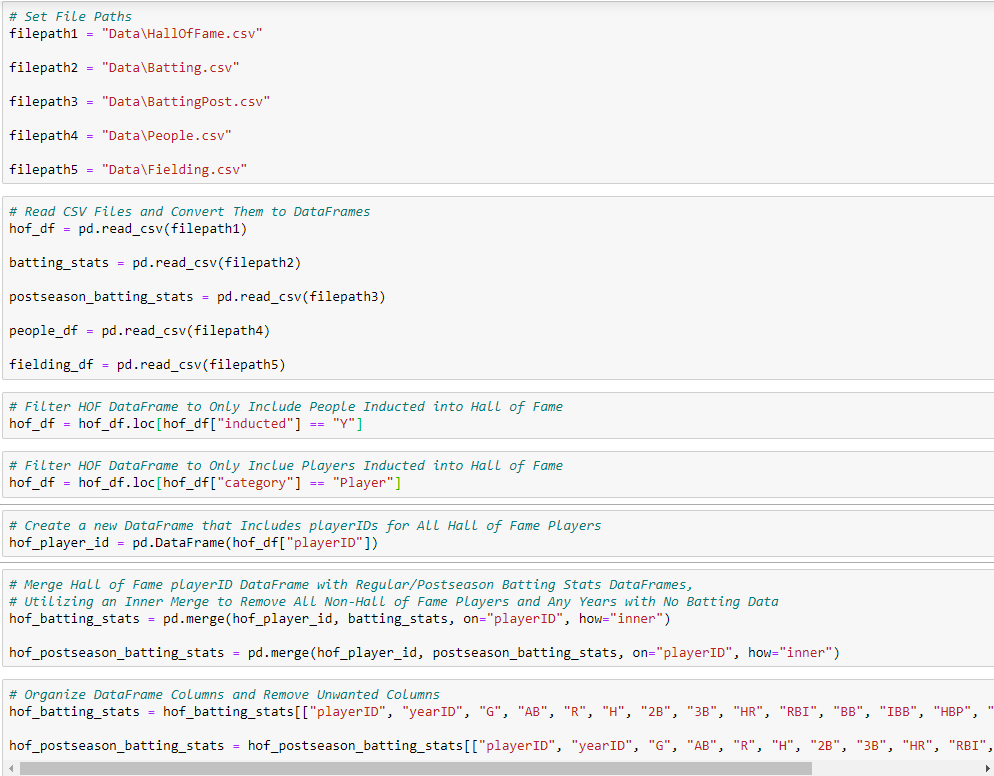 # Set File Paths
filepath1 = "Data\HallOfFame.csv"
filepath2 = "Data\Batting.csv"
filepath3 = "Data\BattingPost.csv"
filepath4 = "Data\People.csv"
filepath5 = "Data\Fielding.csv"
# Read CSV Files and Convert Them to DataFrames
hof_df = pd.read_csv(filepath1)
batting_stats = pd.read_csv(filepath2)
postseason_batting_stats = pd.read_csv(filepath3)
people_df = pd.read_csv(filepath4)
fielding_df = pd.read_csv(filepath5)
# Filter HOF DataFrame to Only Include People Inducted into Hall of Fame
hof_df = hof_df.loc[hof_df["inducted"] == "Y"]
# Filter HOF DataFrame to Only Inclue Players Inducted into Hall of Fame
hof_df = hof_df.loc[hof_df["category"] == "Player"]
# Create a new DataFrame that Includes playerIDs for All Hall of Fame Players
hof_player_id = pd.DataFrame(hof_df["playerID"])
# Merge Hall of Fame playerID DataFrame with Regular/Postseason Batting Stats DataFrames,
# Utilizing an Inner Merge to Remove All Non-Hall of Fame Players and Any Years with No Batting Data
hof_batting_stats = pd.merge(hof_player_id, batting_stats, on="playerID", how="inner")
hof_postseason_batting_stats = pd.merge(hof_player_id, postseason_batting_stats, on="playerID", how="inner")
# Organize DataFrame Columns and Remove Unwanted Columns
hof_batting_stats = hof_batting_stats[["playerID", "yearID", "G", "AB", "R", "H", "2B", "3B", "HR", "RBI", "BB", "IBB", "HBP", "
hof_postseason_batting_stats = hof_postseason_batting_stats[["playerID", "yearID", "G", "AB", "R", "H", "2B", "3B", "HR", "RBI",